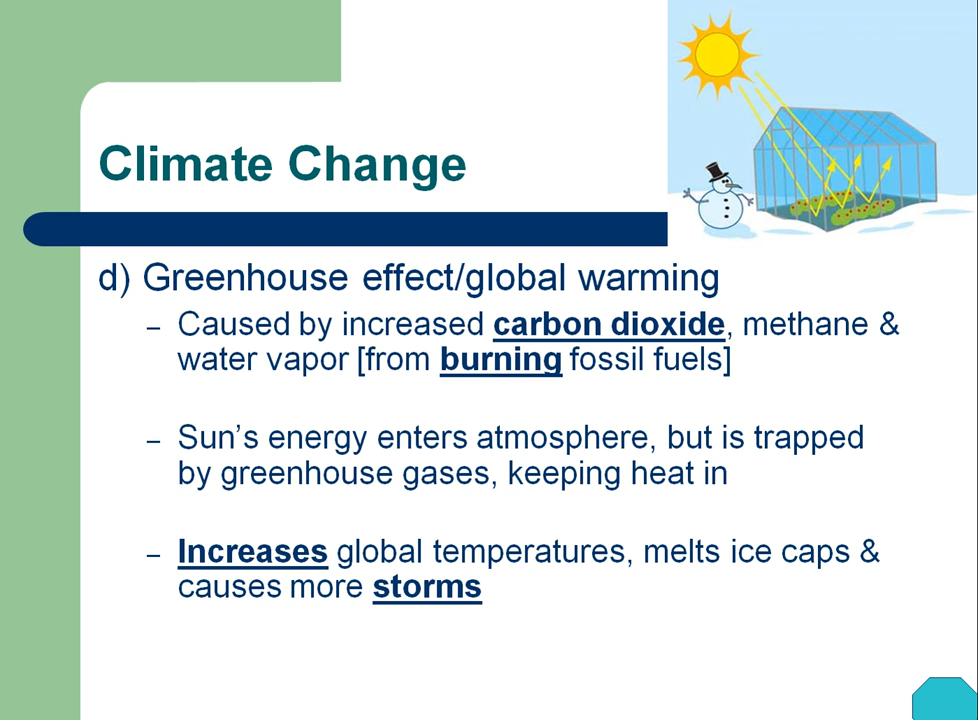 Climate Change
d) Greenhouse effect/global warming
– Caused by increased carbon dioxide, methane &
water vapor [from burning fossil fuels]
– Sun’s energy enters atmosphere, but is trapped
by greenhouse gases, keeping heat in
– Increases global temperatures, melts ice caps &
causes more storms